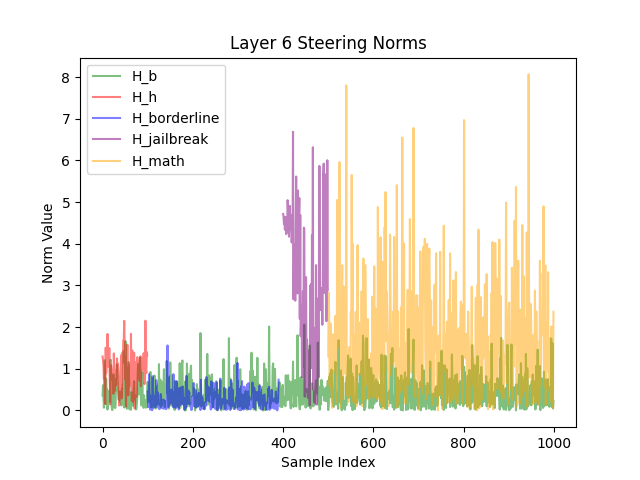 Layer 6 Steering Norms
H_b
H_h
H_borderline
H_jailbreak
H_math
Norm Value
8
7
6
5
4
3
2
1
0
0 200 400 600 800 1000
Sample Index